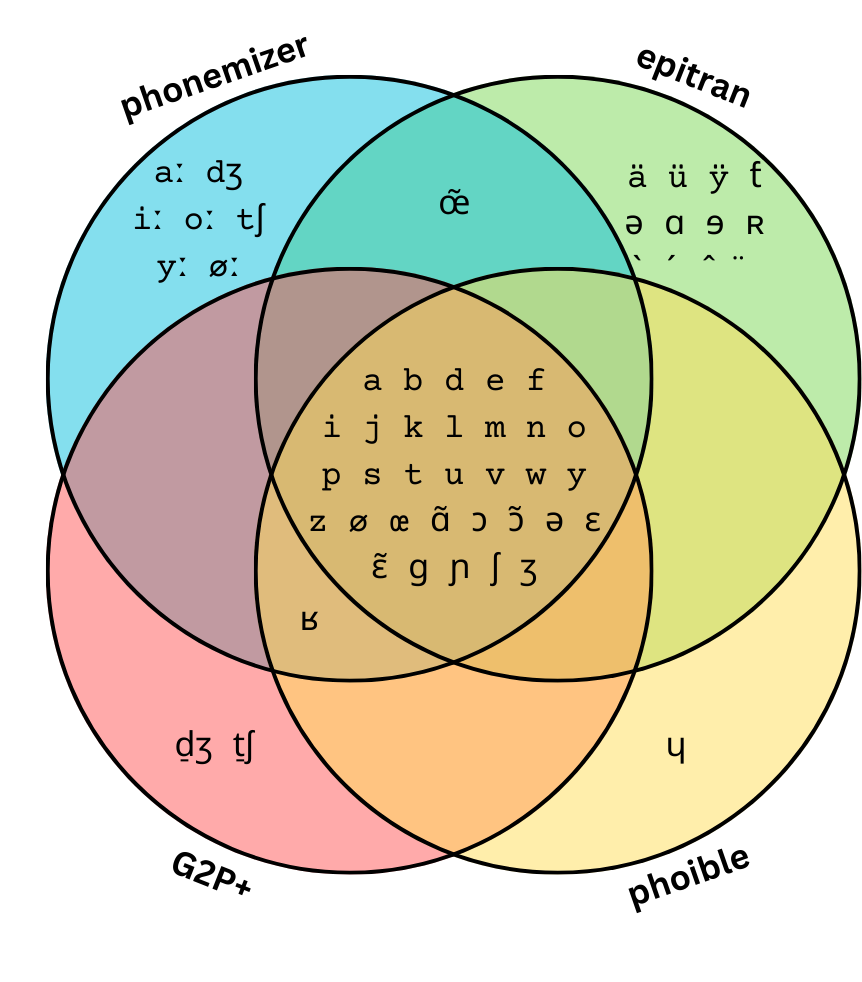 phonemizer
epitran
aː dʒ
iː oː tʃ
yː øː
œ̃
ä ü ÿ ƭ
ə ɑ ɘ ʀ
` ´ ˆ ¨
a b d e f
i j k l m n o
p s t u v w y
z ø œ ɑ̃ ɔ ɔ̃ ə ɛ
ɛ̃ ɡ ɲ ʃ ʒ
ʁ
d̠ʒ t̠ʃ
ɥ
G2P+
phoible